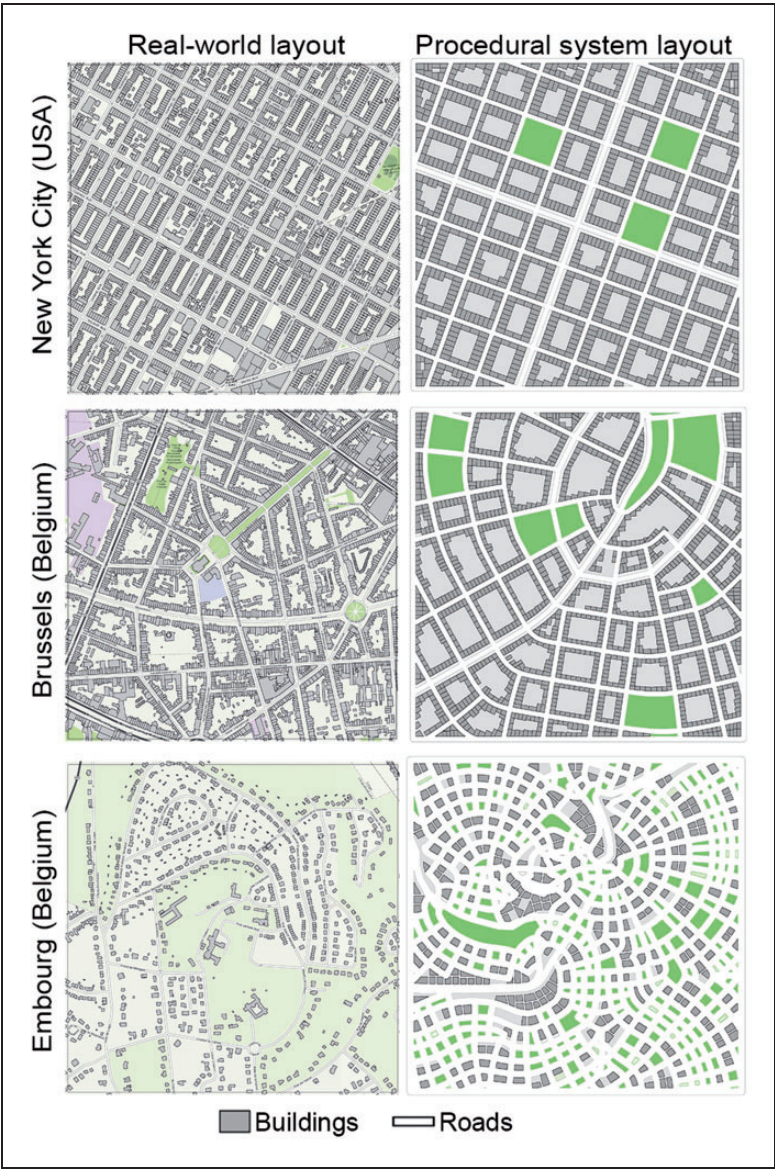 Real-world layout
Procedural system layout
New York City (USA)
Brussels (Belgium)
Embourg (Belgium)
Buildings
Roads